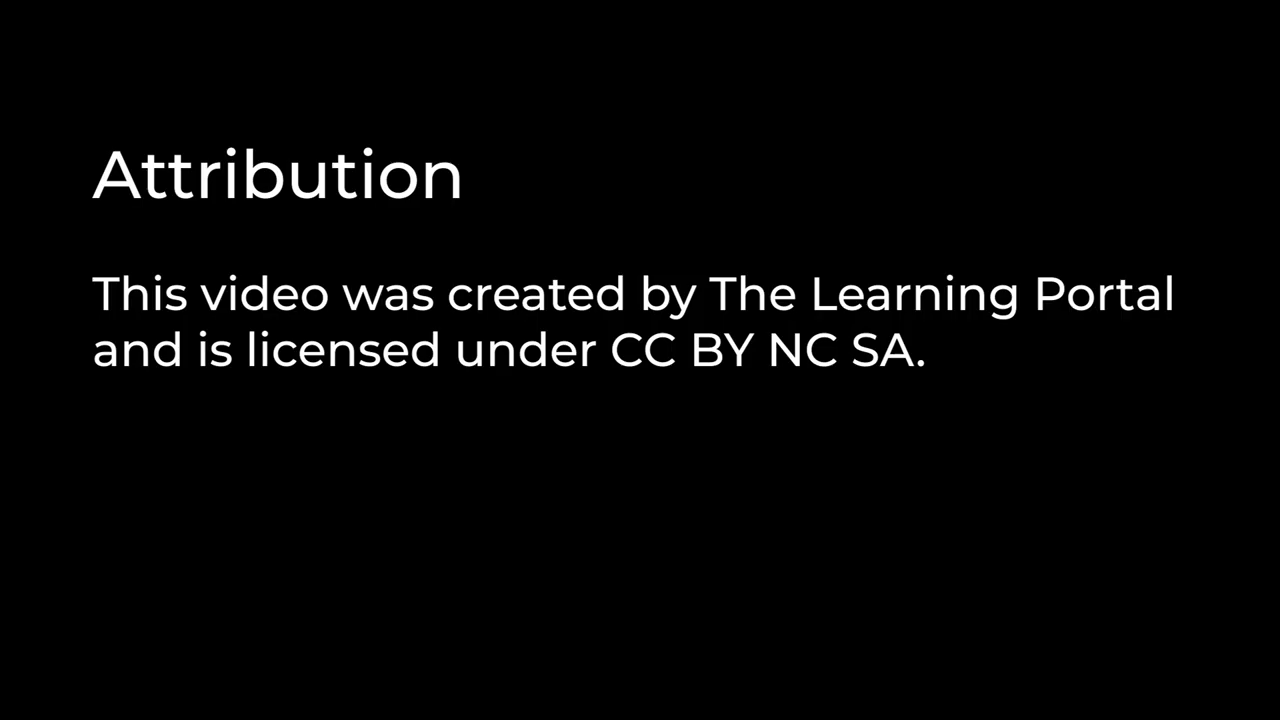 Attribution
This video was created by The Learning Portal
and is licensed under CC BY NC SA.